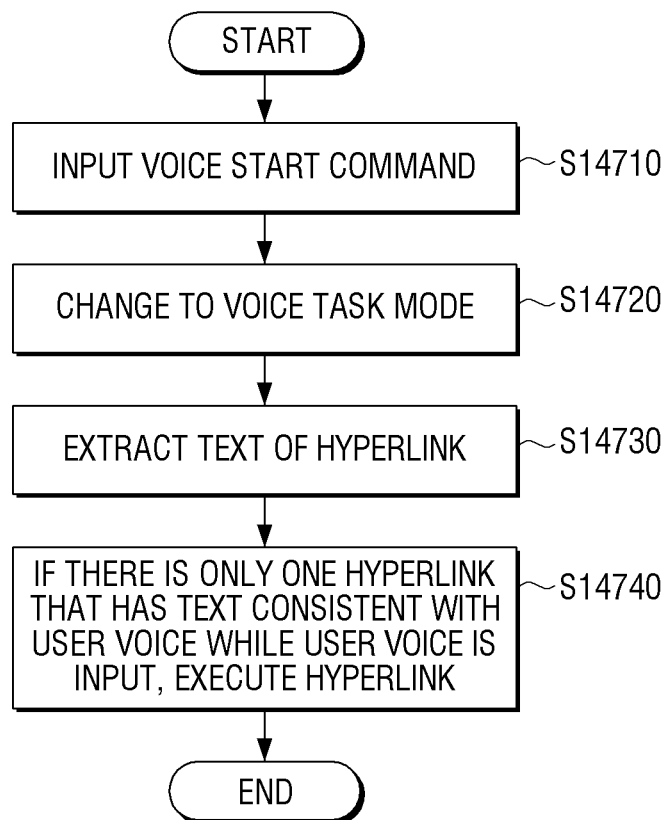 START
INPUT VOICE START COMMAND
S14710
CHANGE TO VOICE TASK MODE
S14720
EXTRACT TEXT OF HYPERLINK
S14730
IF THERE IS ONLY ONE HYPERLINK
THAT HAS TEXT CONSISTENT WITH
USER VOICE WHILE USER VOICE IS
INPUT, EXECUTE HYPERLINK
S14740
END